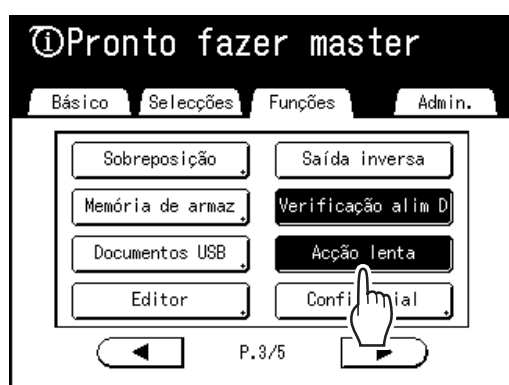 Pronto fazer master
Básico Selecções Funções Admin.
Sobreposição Saída inversa
Memória de armaz Verificação alim D
Documentos USB Acção lenta
Editor
P.3/5